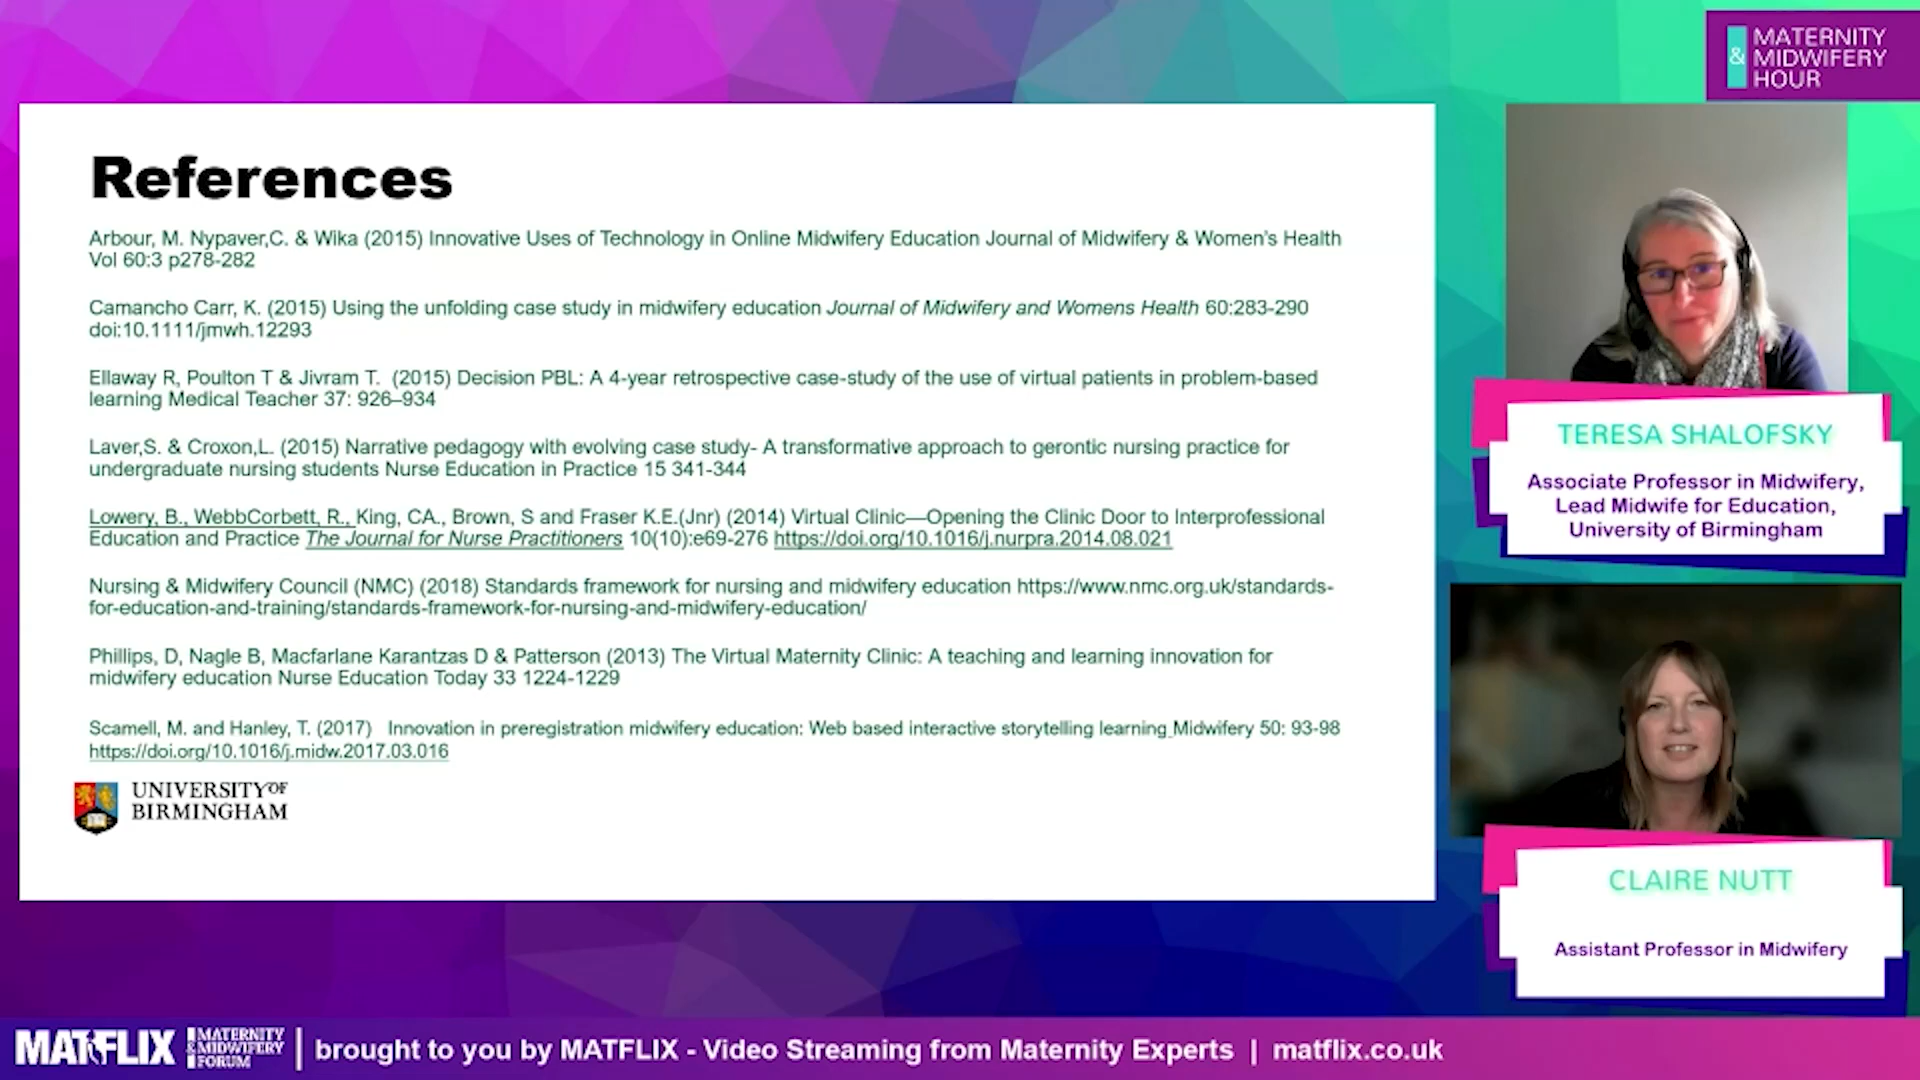 MATERNITY
& MIDWIFERY
HOUR
References
Arbour, M. Nypaver,C. & Wika (2015) Innovative Uses of Technology in Online Midwifery Education Journal of Midwifery & Women's Health
Vol 60:3 p278-282
Camancho Carr, K. (2015) Using the unfolding case study in midwifery education Journal of Midwifery and Womens Health 60:283-290
doi:10.1111/jmwh.12293
Ellaway R, Poulton T & Jivram T. (2015) Decision PBL: A 4-year retrospective case-study of the use of virtual patients in problem-based
learning Medical Teacher 37: 926–934
Laver,S. & Croxon,L. (2015) Narrative pedagogy with evolving case study- A transformative approach to gerontic nursing practice for
undergraduate nursing students Nurse Education in Practice 15 341-344
Lowery, B., WebbCorbett, R., King, CA., Brown, S and Fraser K.E.(Jnr) (2014) Virtual Clinic—Opening the Clinic Door to Interprofessional
Education and Practice The Journal for Nurse Practitioners 10(10):e69-276 https://doi.org/10.1016/j.nurpra.2014.08.021
Nursing & Midwifery Council (NMC) (2018) Standards framework for nursing and midwifery education https://www.nmc.org.uk/standards-
for-education-and-training/standards-framework-for-nursing-and-midwifery-education/
Phillips, D, Nagle B, Macfarlane Karantzas D & Patterson (2013) The Virtual Maternity Clinic: A teaching and learning innovation for
midwifery education Nurse Education Today 33 1224-1229
Scamell, M. and Hanley, T. (2017) Innovation in preregistration midwifery education: Web based interactive storytelling learning Midwifery 50: 93-98
https://doi.org/10.1016/j.midw.2017.03.016
UNIVERSITY OF
BIRMINGHAM
TERESA SHALOFSKY
Associate Professor in Midwifery,
Lead Midwife for Education,
University of Birmingham
CLAIRE NUTT
Assistant Professor in Midwifery
MATFLIX
MATERNITY
& MIDWIFERY
FORUM
brought to you by MATFLIX - Video Streaming from Maternity Experts | matflix.co.uk